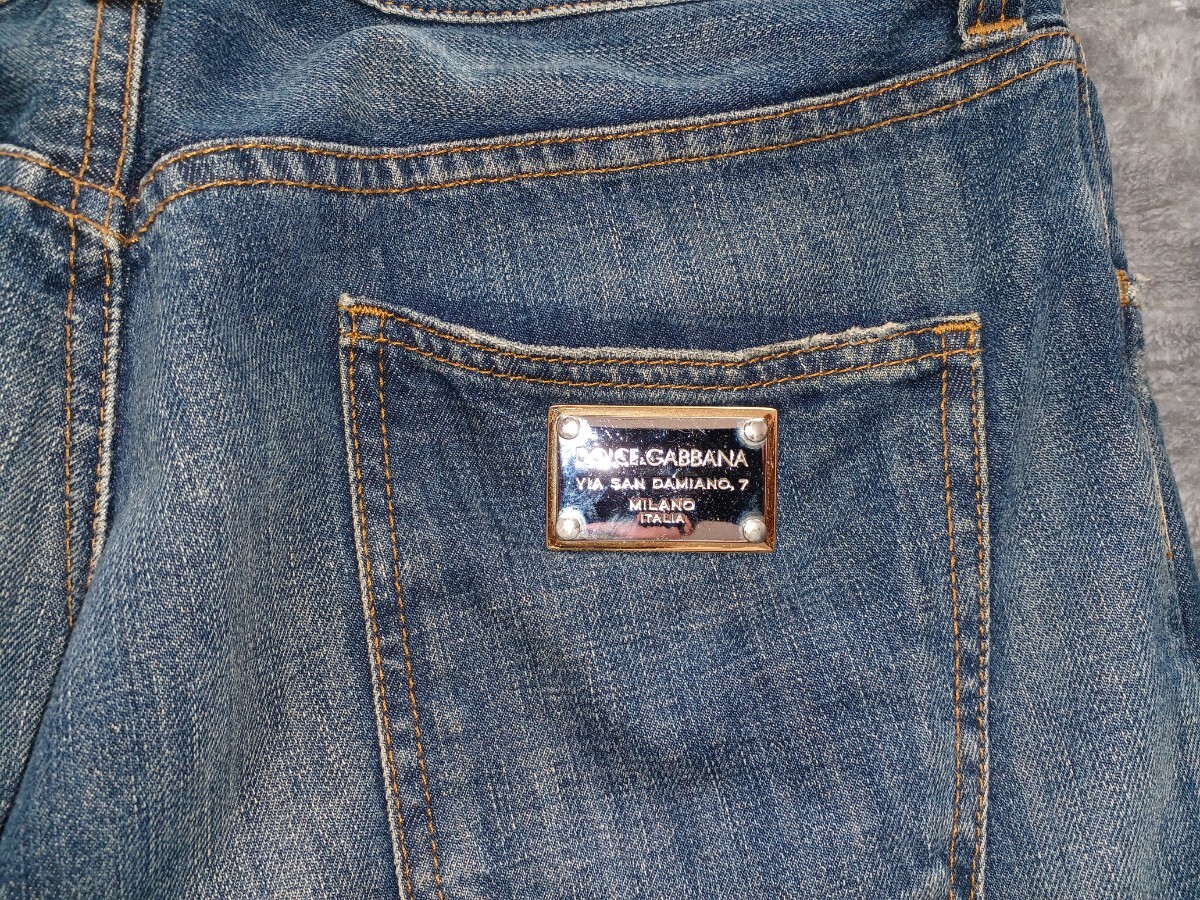 DOLCE&GABBANA
VIA SAN DAMIANO, 7
MILANO
ITALIA